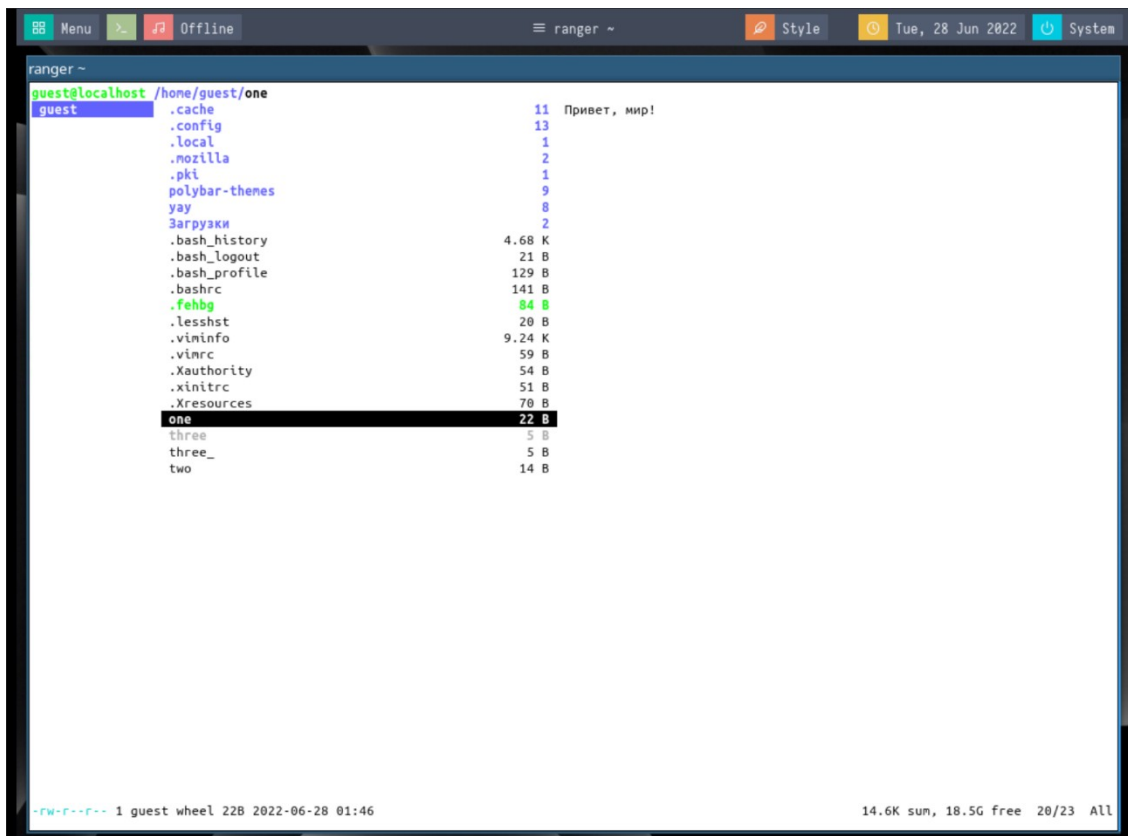 Menu >_ Offline ranger ~ Style Tue, 28 Jun 2022 System
ranger ~
guest@localhost /home/guest/one
guest .cache 11 Привет, мир!
.config 13
.local 1
.mozilla 2
.pki 1
polybar-themes 9
yay 8
Загрузки 2
.bash_history 4.68 K
.bash_logout 21 B
.bash_profile 129 B
.bashrc 141 B
.fehbg 84 B
.lesshst 20 B
.viminfo 9.24 K
.vimrc 59 B
.Xauthority 54 B
.xinitrc 51 B
.Xresources 70 B
one 22 B
three 5 B
three_ 5 B
two 14 B
-rw-r--r-- 1 guest wheel 22B 2022-06-28 01:46 14.6K sum, 18.5G free 20/23 All